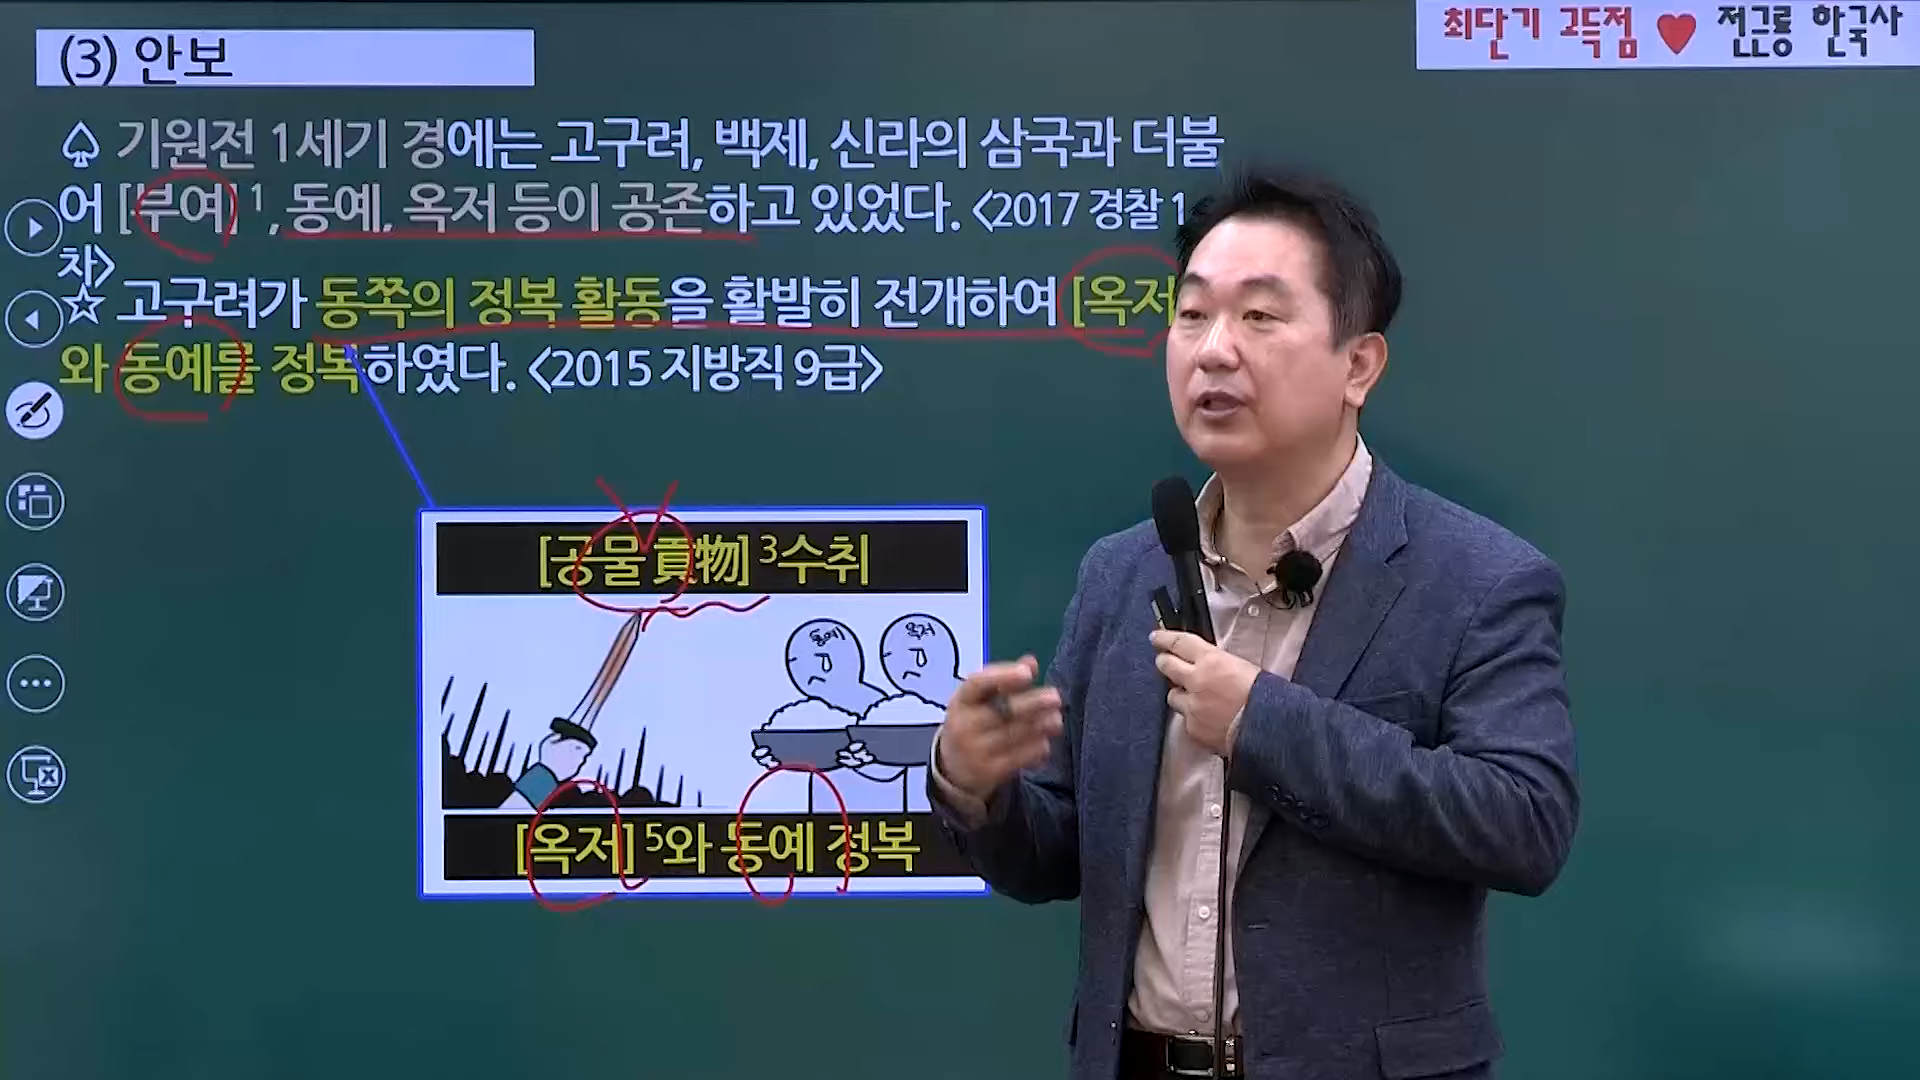 최단기 고득점 ♥ 전근룡 한국사
(3) 안보
♤ 기원전 1세기 경에는 고구려, 백제, 신라의 삼국과 더불
어 [부여] ¹, 동예, 옥저 등이 공존하고 있었다. <2017 경찰 1
차>
☆ 고구려가 동쪽의 정복 활동을 활발히 전개하여 [옥저
와 동예를 정복하였다. <2015 지방직 9급>
[공물 貢物] ³수취
동예 옥저
[옥저] ⁵와 동예 정복